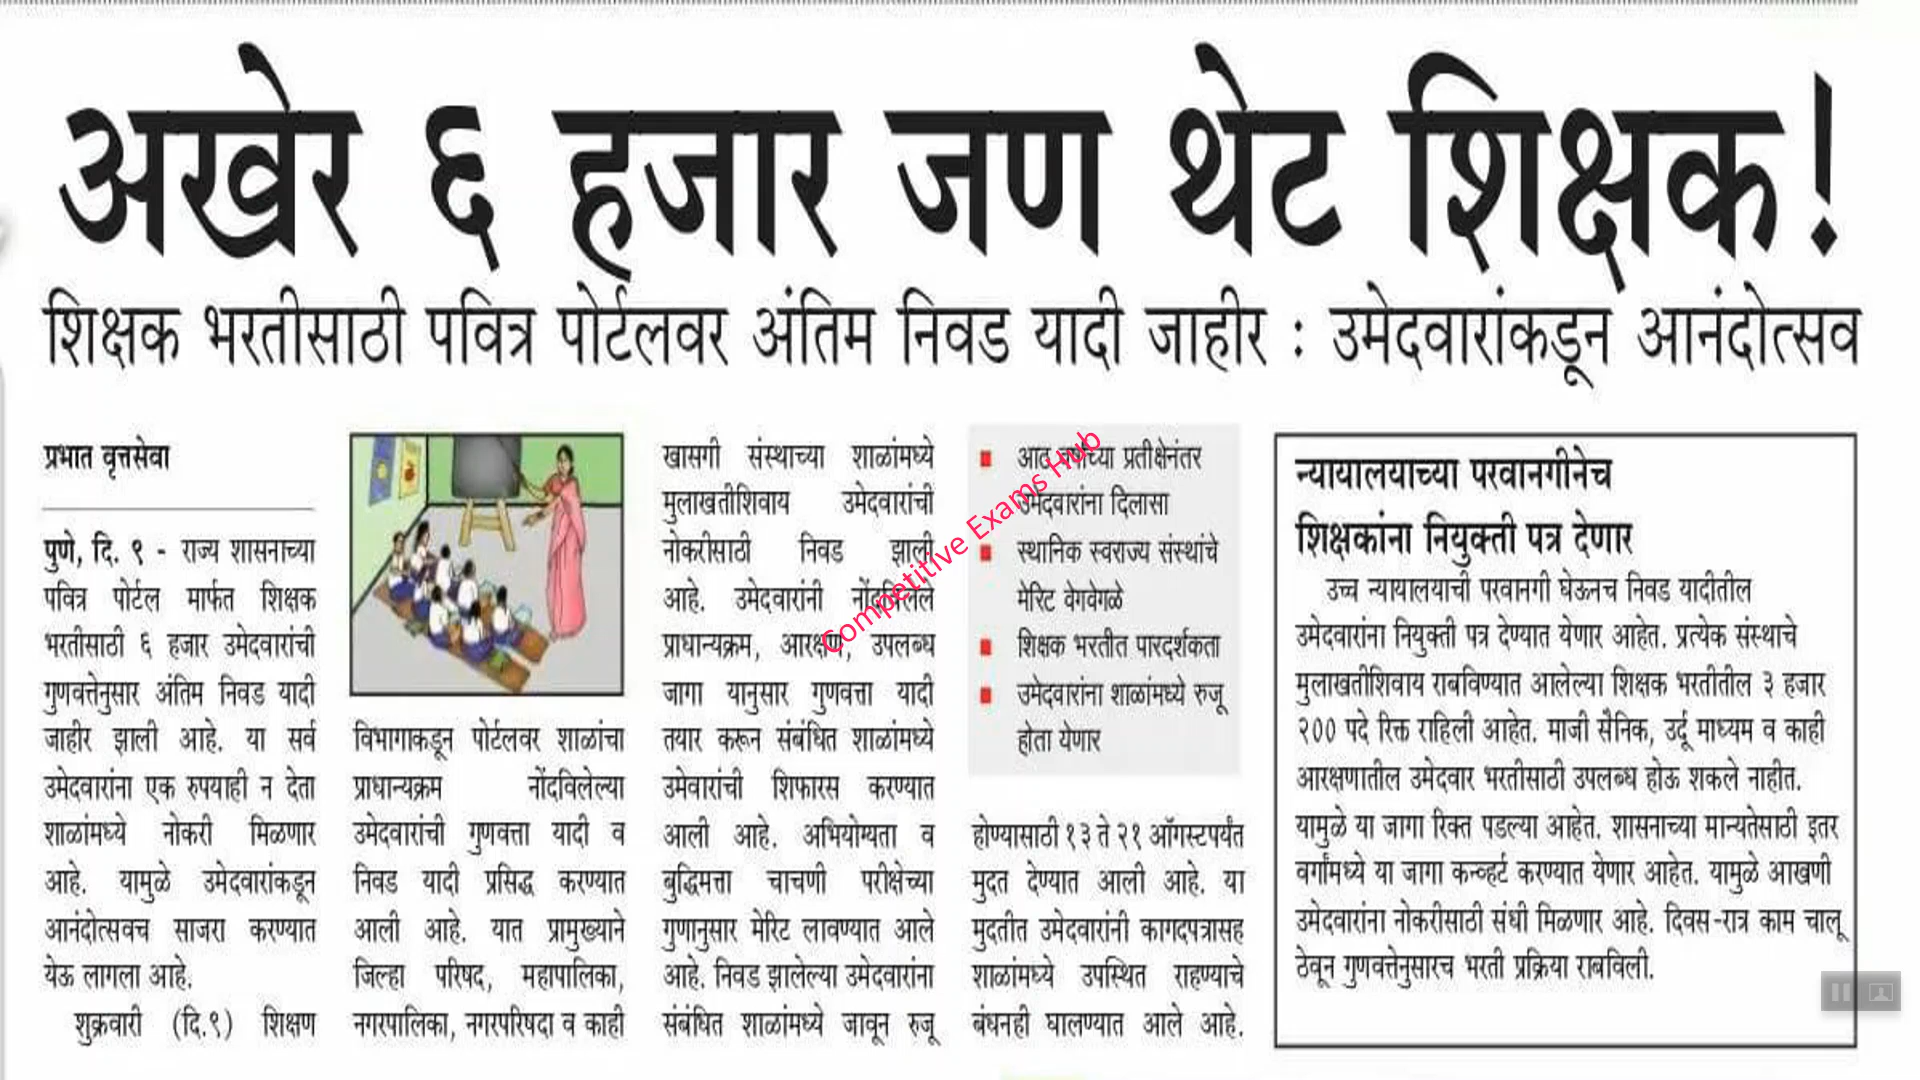 अखेर ६ हजार जण थेट शिक्षक!
शिक्षक भरतीसाठी पवित्र पोर्टलवर अंतिम निवड यादी जाहीर : उमेदवारांकडून आनंदोत्सव
प्रभात वृत्तसेवा
पुणे, दि. ९ - राज्य शासनाच्या
पवित्र पोर्टल मार्फत शिक्षक
भरतीसाठी ६ हजार उमेदवारांची
गुणवत्तेनुसार अंतिम निवड यादी
जाहीर झाली आहे. या सर्व
उमेदवारांना एक रुपयाही न देता
शाळांमध्ये नोकरी मिळणार
आहे. यामुळे उमेदवारांकडून
आनंदोत्सवच साजरा करण्यात
येऊ लागला आहे.
शुक्रवारी (दि.९) शिक्षण
विभागाकडून पोर्टलवर शाळांचा
प्राधान्यक्रम नोंदविलेल्या
उमेदवारांची गुणवत्ता यादी व
निवड यादी प्रसिद्ध करण्यात
आली आहे. यात प्रामुख्याने
जिल्हा परिषद, महापालिका,
नगरपालिका, नगरपरिषदा व काही
खासगी संस्थाच्या शाळांमध्ये
मुलाखतीशिवाय उमेदवारांची
नोकरीसाठी निवड झाली
आहे. उमेदवारांनी नोंदविलेले
प्राधान्यक्रम, आरक्षण, उपलब्ध
जागा यानुसार गुणवत्ता यादी
तयार करून संबंधित शाळांमध्ये
उमेवारांची शिफारस करण्यात
आली आहे. अभियोग्यता व
बुद्धिमत्ता चाचणी परीक्षेच्या
गुणानुसार मेरिट लावण्यात आले
आहे. निवड झालेल्या उमेदवारांना
संबंधित शाळांमध्ये जावून रुजू
आठ वर्षांच्या प्रतीक्षेनंतर
उमेदवारांना दिलासा
स्थानिक स्वराज्य संस्थांचे
मेरिट वेगवेगळे
शिक्षक भरतीत पारदर्शकता
उमेदवारांना शाळांमध्ये रुजू
होता येणार
होण्यासाठी १३ ते २१ ऑगस्टपर्यंत
मुदत देण्यात आली आहे. या
मुदतीत उमेदवारांनी कागदपत्रासह
शाळांमध्ये उपस्थित राहण्याचे
बंधनही घालण्यात आले आहे.
न्यायालयाच्या परवानगीनेच
शिक्षकांना नियुक्ती पत्र देणार
उच्च न्यायालयाची परवानगी घेऊनच निवड यादीतील
उमेदवारांना नियुक्ती पत्र देण्यात येणार आहेत. प्रत्येक संस्थाचे
मुलाखतीशिवाय राबविण्यात आलेल्या शिक्षक भरतीतील ३ हजार
२०० पदे रिक्त राहिली आहेत. माजी सैनिक, उर्दू माध्यम व काही
आरक्षणातील उमेदवार भरतीसाठी उपलब्ध होऊ शकले नाहीत.
यामुळे या जागा रिक्त पडल्या आहेत. शासनाच्या मान्यतेसाठी इतर
वर्गांमध्ये या जागा कन्व्हर्ट करण्यात येणार आहेत. यामुळे आखणी
उमेदवारांना नोकरीसाठी संधी मिळणार आहे. दिवस-रात्र काम चालू
ठेवून गुणवत्तेनुसारच भरती प्रक्रिया राबविली.
Competitive Exams Hub